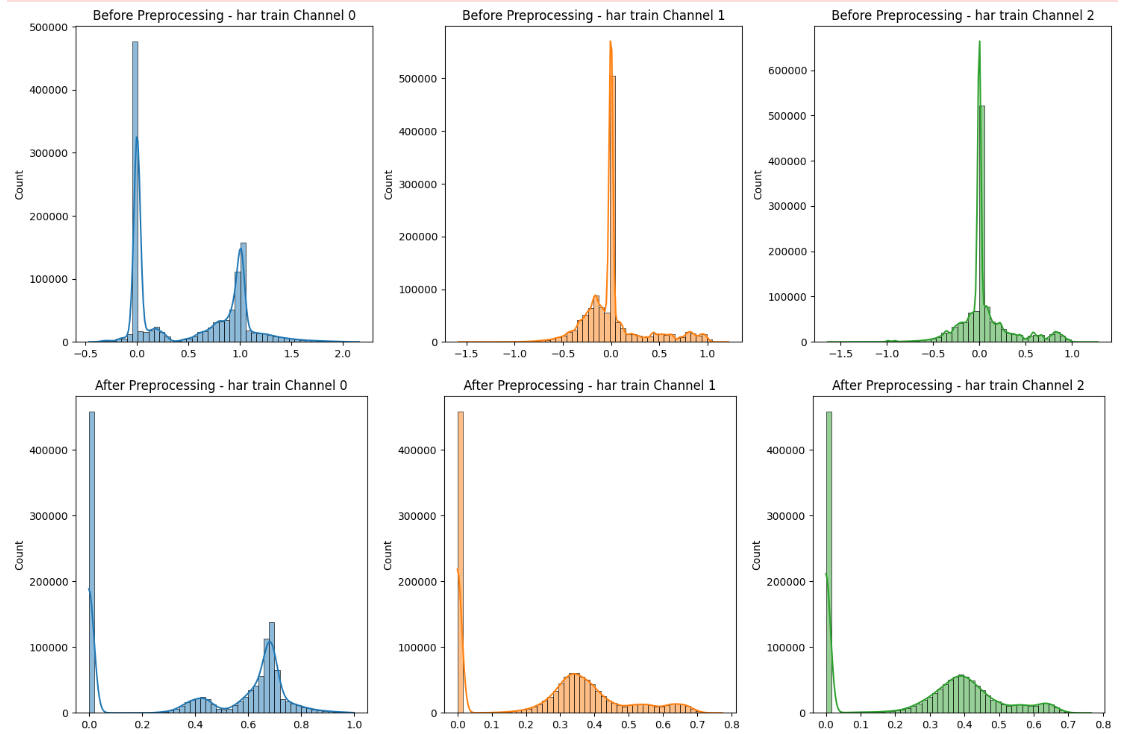 Before Preprocessing - har train Channel 0
Before Preprocessing - har train Channel 1
Before Preprocessing - har train Channel 2
500000
400000
300000
200000
100000
0
Count
−0.5 0.0 0.5 1.0 1.5 2.0
500000
400000
300000
200000
100000
0
Count
−1.5 −1.0 −0.5 0.0 0.5 1.0
600000
500000
400000
300000
200000
100000
0
Count
−1.5 −1.0 −0.5 0.0 0.5 1.0
After Preprocessing - har train Channel 0
After Preprocessing - har train Channel 1
After Preprocessing - har train Channel 2
400000
300000
200000
100000
0
Count
0.0 0.2 0.4 0.6 0.8 1.0
400000
300000
200000
100000
0
Count
0.0 0.1 0.2 0.3 0.4 0.5 0.6 0.7 0.8
400000
300000
200000
100000
0
Count
0.0 0.1 0.2 0.3 0.4 0.5 0.6 0.7 0.8